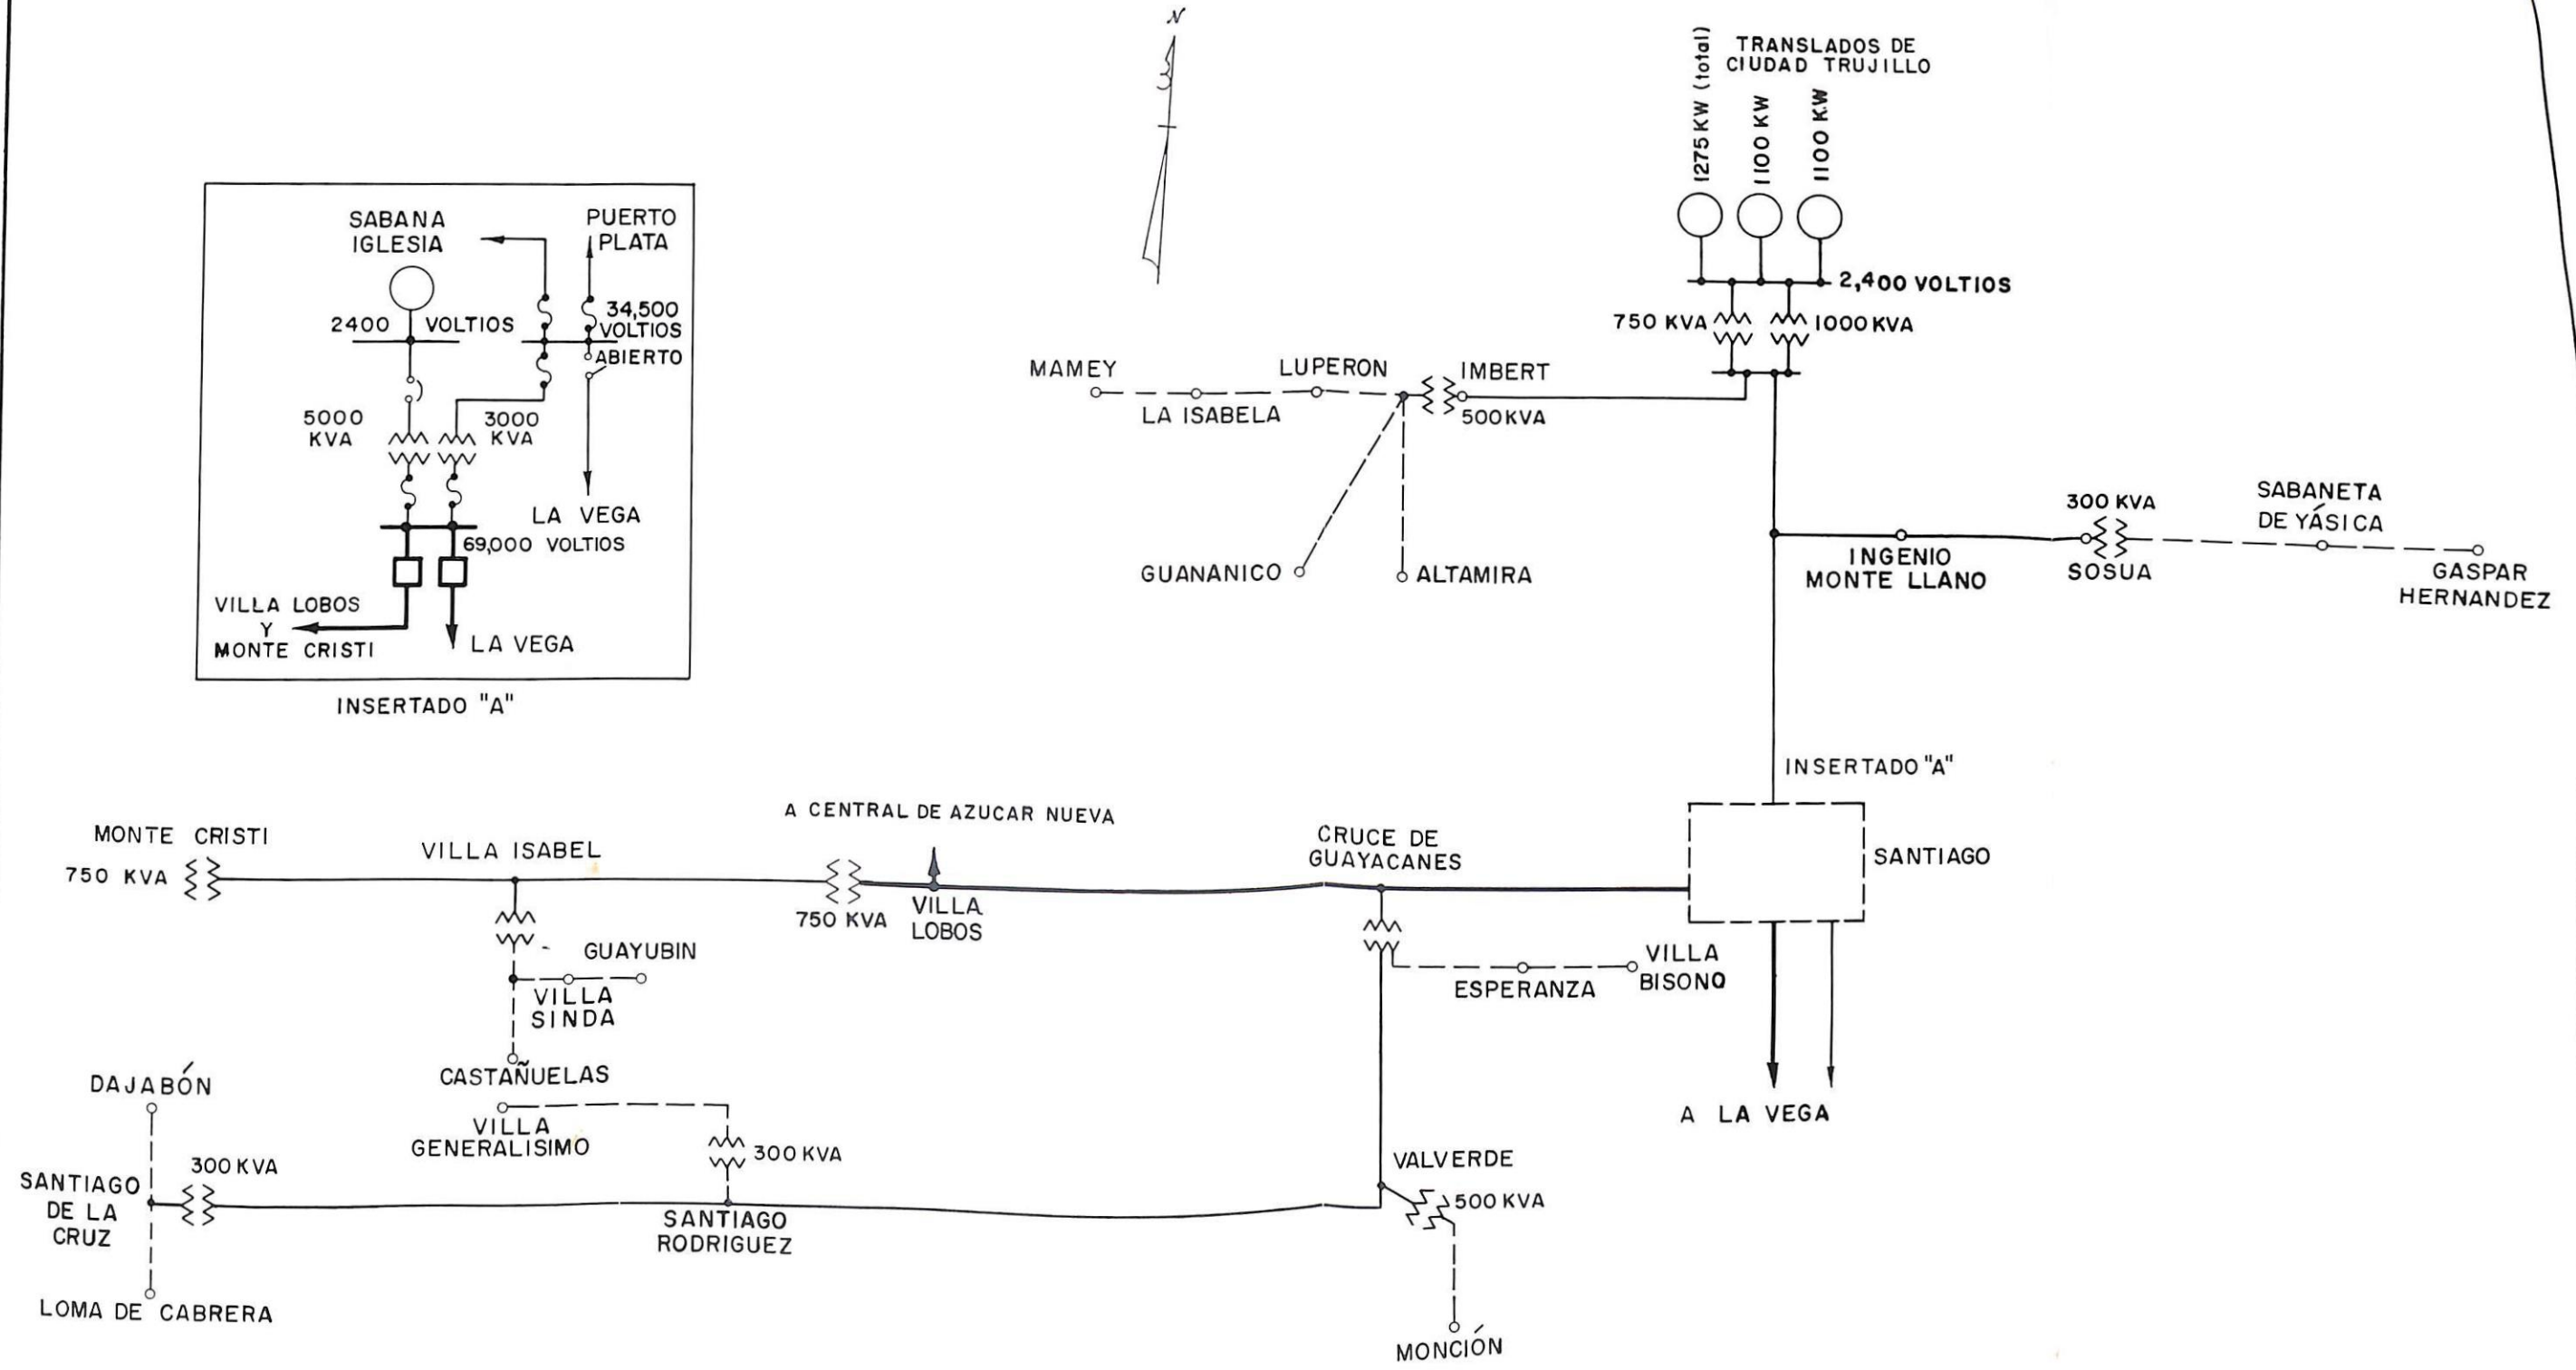 N
1275 KW (total)
TRANSLADOS DE
CIUDAD TRUJILLO
1100 KW
1100 KW
2,400 VOLTIOS
750 KVA
1000 KVA
MAMEY
LA ISABELA
LUPERON
IMBERT
500 KVA
GUANANICO
ALTAMIRA
300 KVA
SABANETA
DE YÁSICA
INGENIO
MONTE LLANO
SOSUA
GASPAR
HERNANDEZ
SABANA
IGLESIA
PUERTO
PLATA
2400 VOLTIOS
34,500
VOLTIOS
ABIERTO
5000
KVA
3000
KVA
LA VEGA
69,000 VOLTIOS
VILLA LOBOS
Y
MONTE CRISTI
LA VEGA
INSERTADO "A"
INSERTADO "A"
SANTIAGO
A LA VEGA
MONTE CRISTI
750 KVA
VILLA ISABEL
A CENTRAL DE AZUCAR NUEVA
750 KVA
VILLA
LOBOS
CRUCE DE
GUAYACANES
GUAYUBIN
VILLA
SINDA
CASTAÑUELAS
ESPERANZA
VILLA
BISONO
DAJABÓN
VILLA
GENERALISIMO
300 KVA
300 KVA
SANTIAGO
DE LA
CRUZ
SANTIAGO
RODRIGUEZ
VALVERDE
500 KVA
LOMA DE CABRERA
MONCIÓN